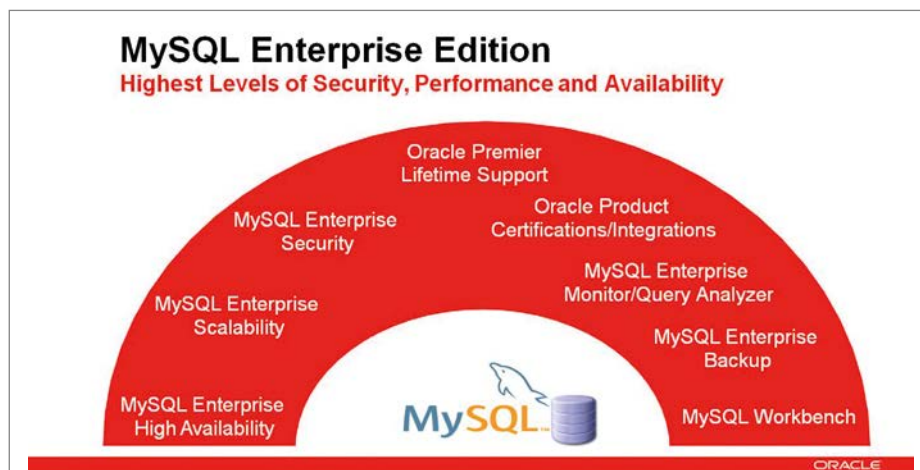 MySQL Enterprise Edition
Highest Levels of Security, Performance and Availability
Oracle Premier
Lifetime Support
Oracle Product
Certifications/Integrations
MySQL Enterprise
Security
MySQL Enterprise
Monitor/Query Analyzer
MySQL Enterprise
Scalability
MySQL Enterprise
Backup
MySQL Enterprise
High Availability
MySQL Workbench
MySQL
ORACLE